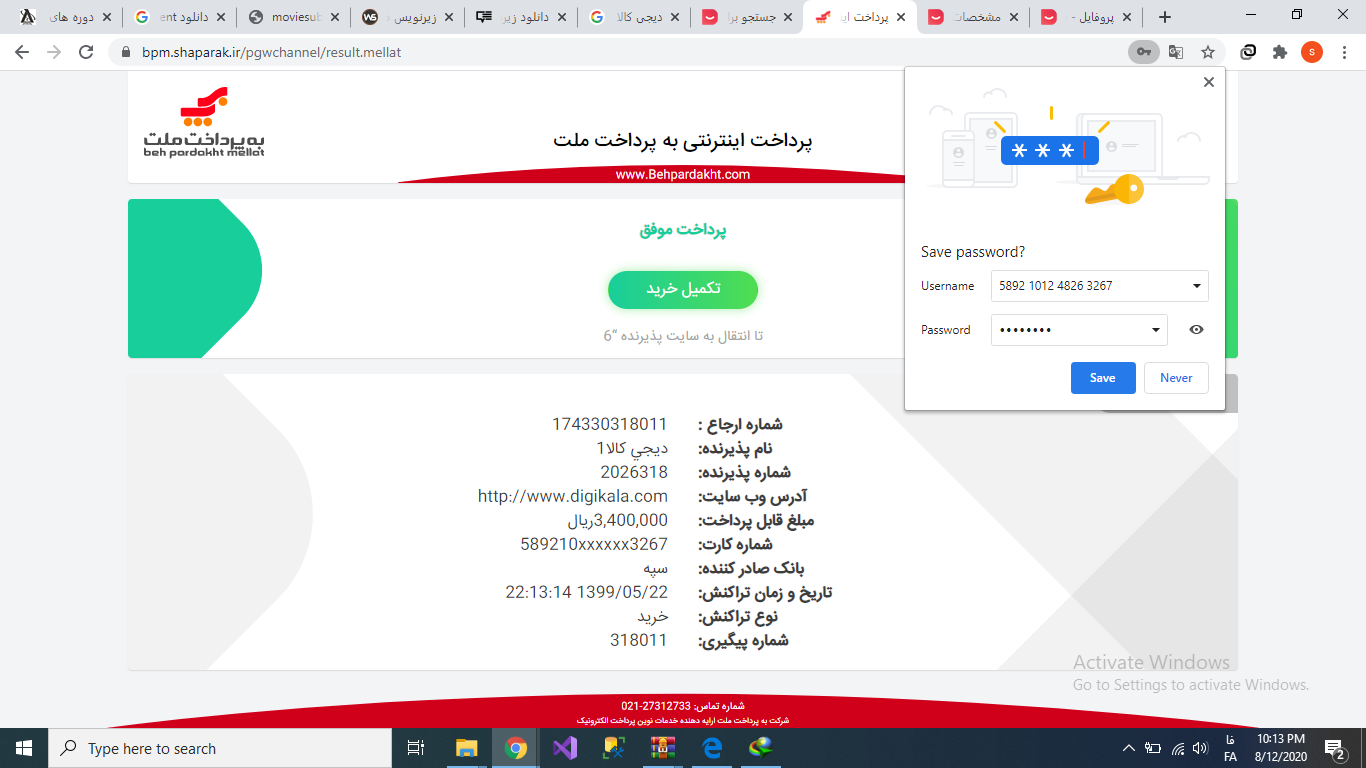 دوره های
دانلود ent
moviesub
زیرنویس
دانلود زیر
دیجی کالا
جستجو برا
پرداخت این
مشخصات
پروفایل -
bpm.shaparak.ir/pgwchannel/result.mellat
s
به پرداخت ملت
beh pardakht mellat
پرداخت اینترنتی به پرداخت ملت
www.Behpardakht.com
پرداخت موفق
تکمیل خرید
تا انتقال به سایت پذیرنده “6
Save password?
Username 5892 1012 4826 3267
Password ••••••••
Save Never
شماره ارجاع : 174330318011
نام پذیرنده: ديجي كالا1
شماره پذیرنده: 2026318
آدرس وب سایت: http://www.digikala.com
مبلغ قابل پرداخت: 3,400,000ریال
شماره کارت: 589210xxxxxx3267
بانک صادر کننده: سپه
تاریخ و زمان تراکنش: 1399/05/22 22:13:14
نوع تراکنش: خرید
شماره پیگیری: 318011
Activate Windows
Go to Settings to activate Windows.
شماره تماس: 27312733-021
شرکت به پرداخت ملت ارایه دهنده خدمات نوین پرداخت الکترونیک
Type here to search
فا
FA
10:13 PM
8/12/2020
2